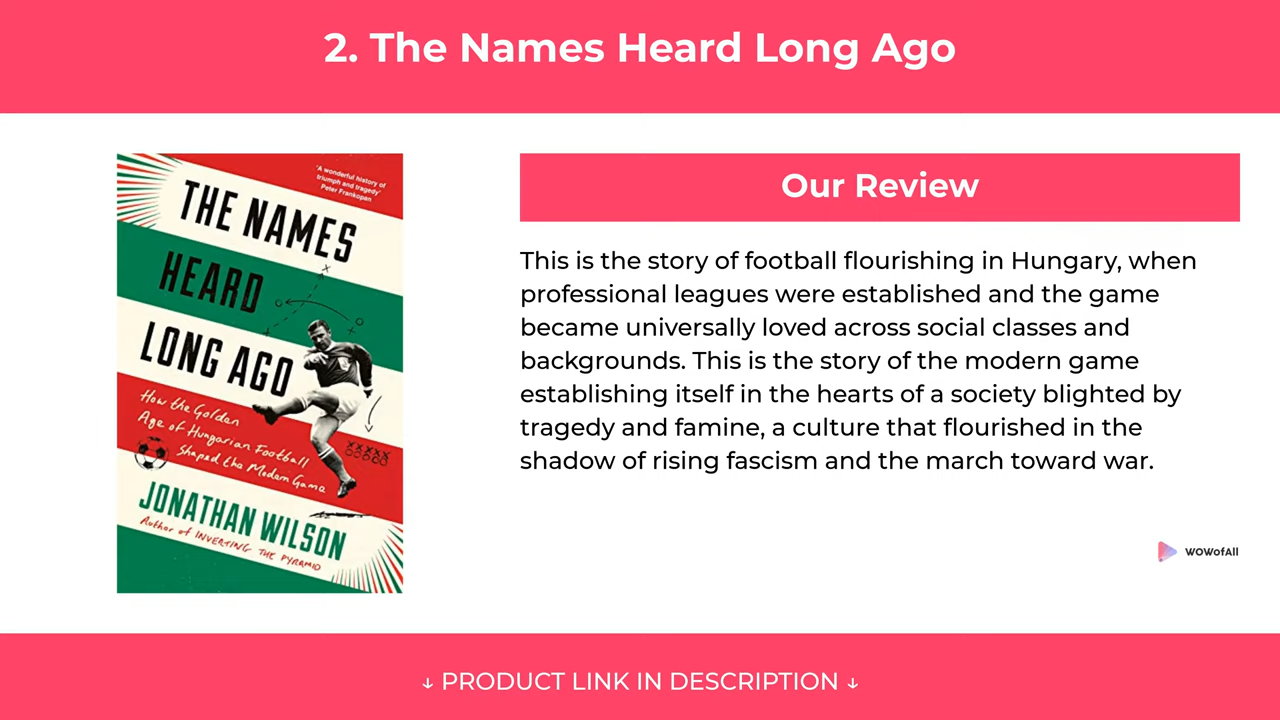 2. The Names Heard Long Ago
'A wonderful history of
triumph and tragedy'
Peter Frankopan
THE NAMES
HEARD
LONG AGO
How the Golden
Age of Hungarian Football
Shaped the Modern Game
JONATHAN WILSON
Author of INVERTING THE PYRAMID
Our Review
This is the story of football flourishing in Hungary, when
professional leagues were established and the game
became universally loved across social classes and
backgrounds. This is the story of the modern game
establishing itself in the hearts of a society blighted by
tragedy and famine, a culture that flourished in the
shadow of rising fascism and the march toward war.
WOWofAll
↓ PRODUCT LINK IN DESCRIPTION ↓